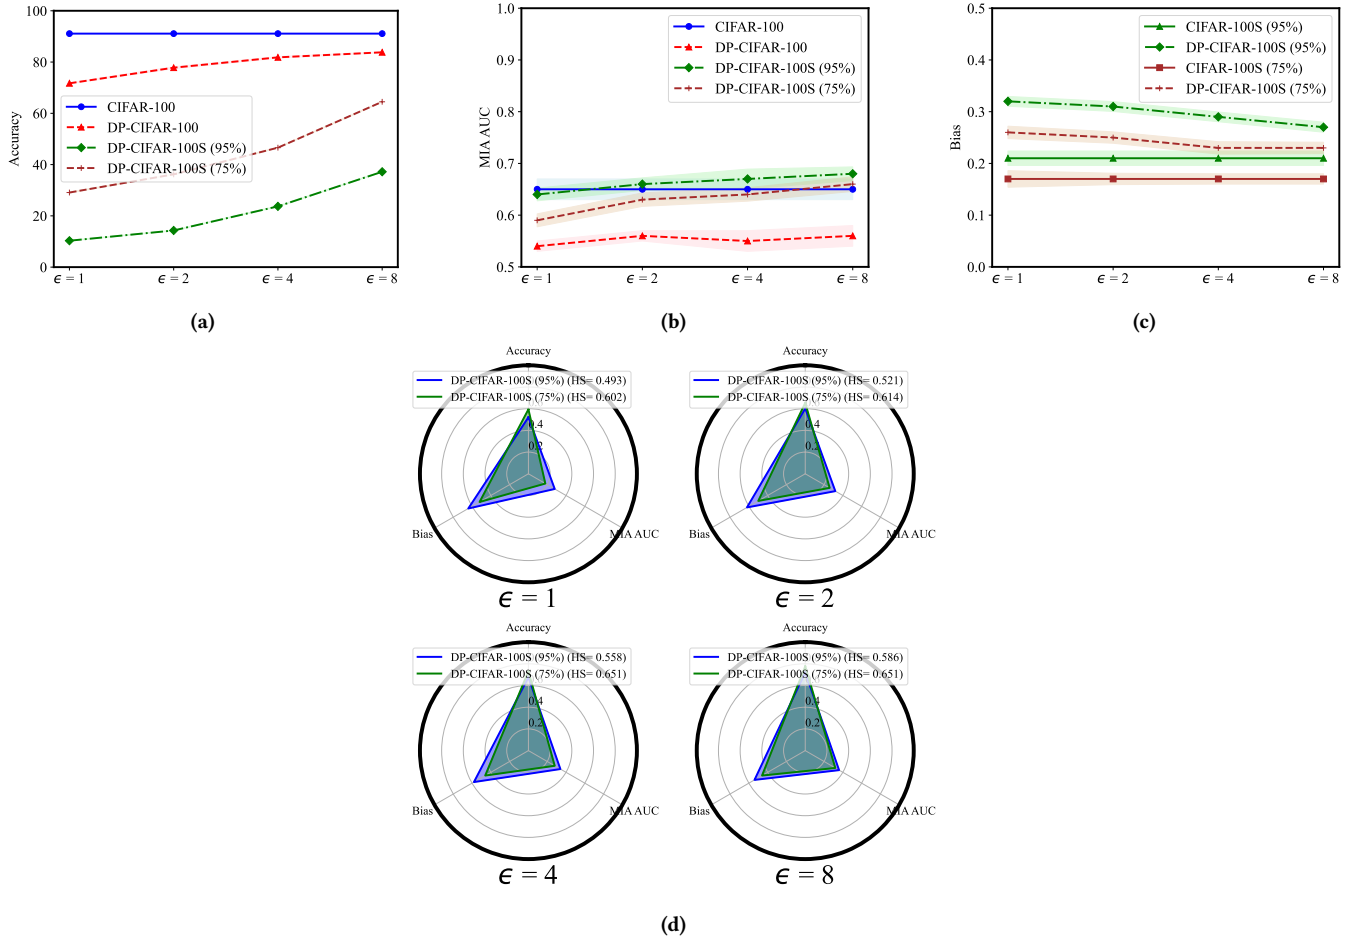 100
80
60
40
20
0
Accuracy
CIFAR-100
DP-CIFAR-100
DP-CIFAR-100S (95%)
DP-CIFAR-100S (75%)
ϵ = 1 ϵ = 2 ϵ = 4 ϵ = 8
(a)
1.0
0.9
0.8
0.7
0.6
0.5
MIA AUC
CIFAR-100
DP-CIFAR-100
DP-CIFAR-100S (95%)
DP-CIFAR-100S (75%)
ϵ = 1 ϵ = 2 ϵ = 4 ϵ = 8
(b)
0.5
0.4
0.3
0.2
0.1
0.0
Bias
CIFAR-100S (95%)
DP-CIFAR-100S (95%)
CIFAR-100S (75%)
DP-CIFAR-100S (75%)
ϵ = 1 ϵ = 2 ϵ = 4 ϵ = 8
(c)
Accuracy
DP-CIFAR-100S (95%) (HS= 0.493)
DP-CIFAR-100S (75%) (HS= 0.602)
0.4
0.2
Bias
MIA AUC
ϵ = 1
Accuracy
DP-CIFAR-100S (95%) (HS= 0.521)
DP-CIFAR-100S (75%) (HS= 0.614)
0.4
0.2
Bias
MIA AUC
ϵ = 2
Accuracy
DP-CIFAR-100S (95%) (HS= 0.558)
DP-CIFAR-100S (75%) (HS= 0.651)
0.4
0.2
Bias
MIA AUC
ϵ = 4
Accuracy
DP-CIFAR-100S (95%) (HS= 0.586)
DP-CIFAR-100S (75%) (HS= 0.651)
0.4
0.2
Bias
MIA AUC
ϵ = 8
(d)